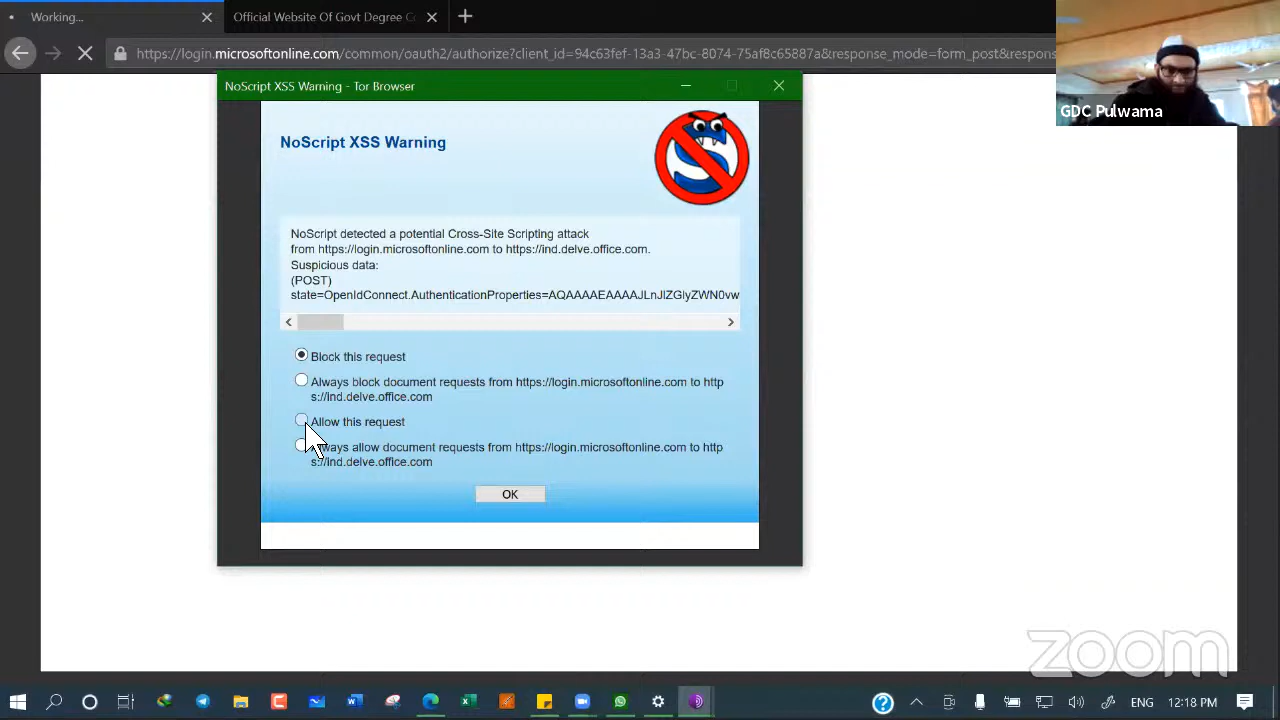 Working...
Official Website Of Govt Degree Co
https://login.microsoftonline.com/common/oauth2/authorize?client_id=94c63fef-13a3-47bc-8074-75af8c65887a&response_mode=form_post&respons
GDC Pulwama
NoScript XSS Warning - Tor Browser
NoScript XSS Warning
NoScript detected a potential Cross-Site Scripting attack
from https://login.microsoftonline.com to https://ind.delve.office.com.
Suspicious data:
(POST)
state=OpenIdConnect.AuthenticationProperties=AQAAAAEAAAAJLnJlZGlyZWN0vw
Block this request
Always block document requests from https://login.microsoftonline.com to http
s://ind.delve.office.com
Allow this request
ways allow document requests from https://login.microsoftonline.com to http
s://ind.delve.office.com
OK
zoom
ENG
12:18 PM